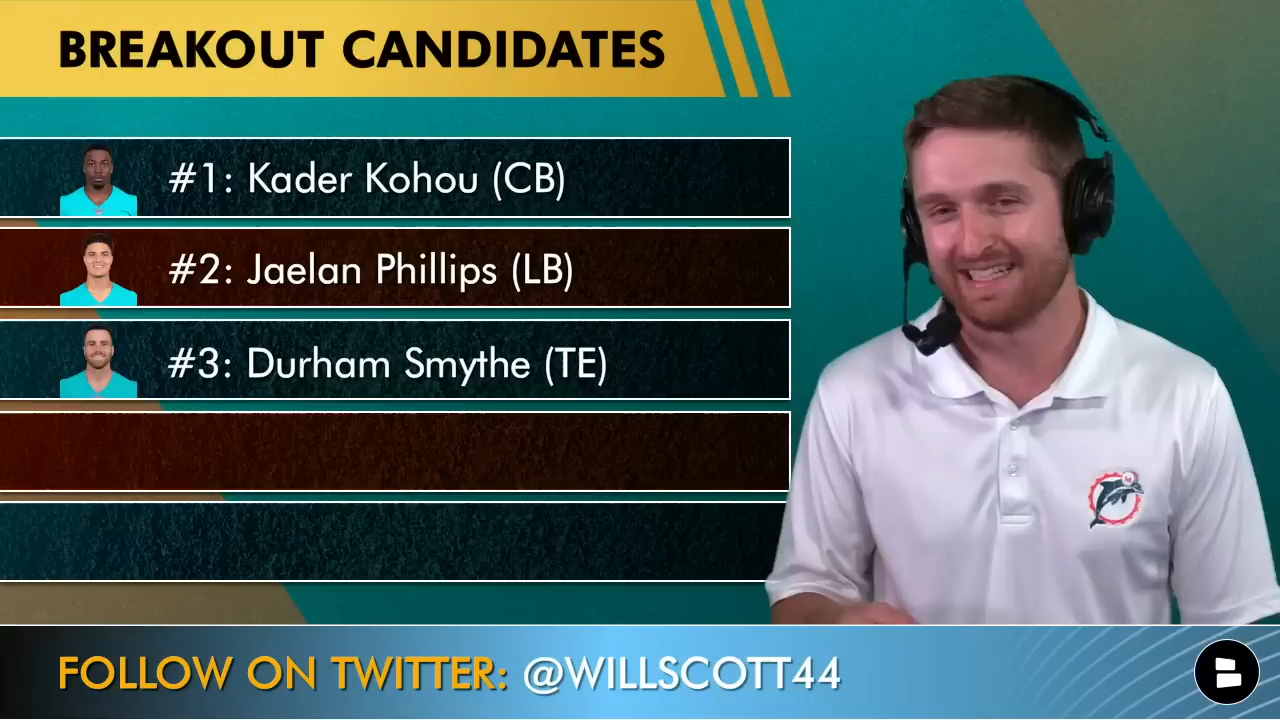 BREAKOUT CANDIDATES
#1: Kader Kohou (CB)
#2: Jaelan Phillips (LB)
#3: Durham Smythe (TE)
FOLLOW ON TWITTER: @WILLSCOTT44